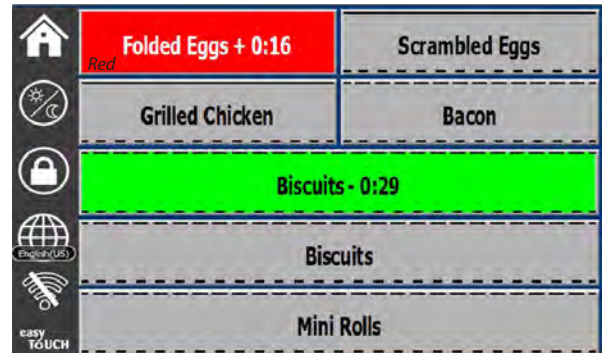 Folded Eggs + 0:16
Red
Scrambled Eggs
Grilled Chicken
Bacon
Biscuits - 0:29
English(US)
Biscuits
easy
TOUCH
Mini Rolls